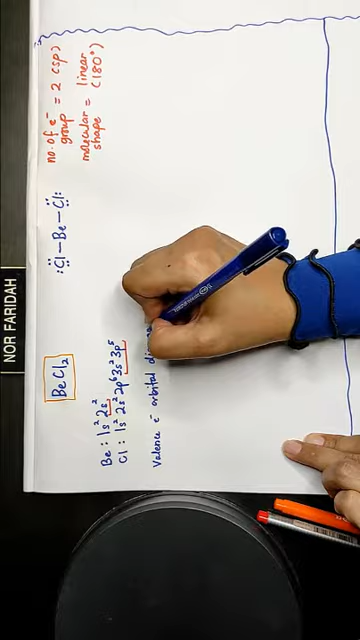 NOR FARIDAH
BeCl₂
:C̤̈l–Be–C̤̈l:
no. of e⁻ group = 2 (sp)
molecular shape = linear (180°)
Be : 1s² 2s²
Cl : 1s² 2s² 2p⁶ 3s² 3p⁵
Valence e⁻ orbital